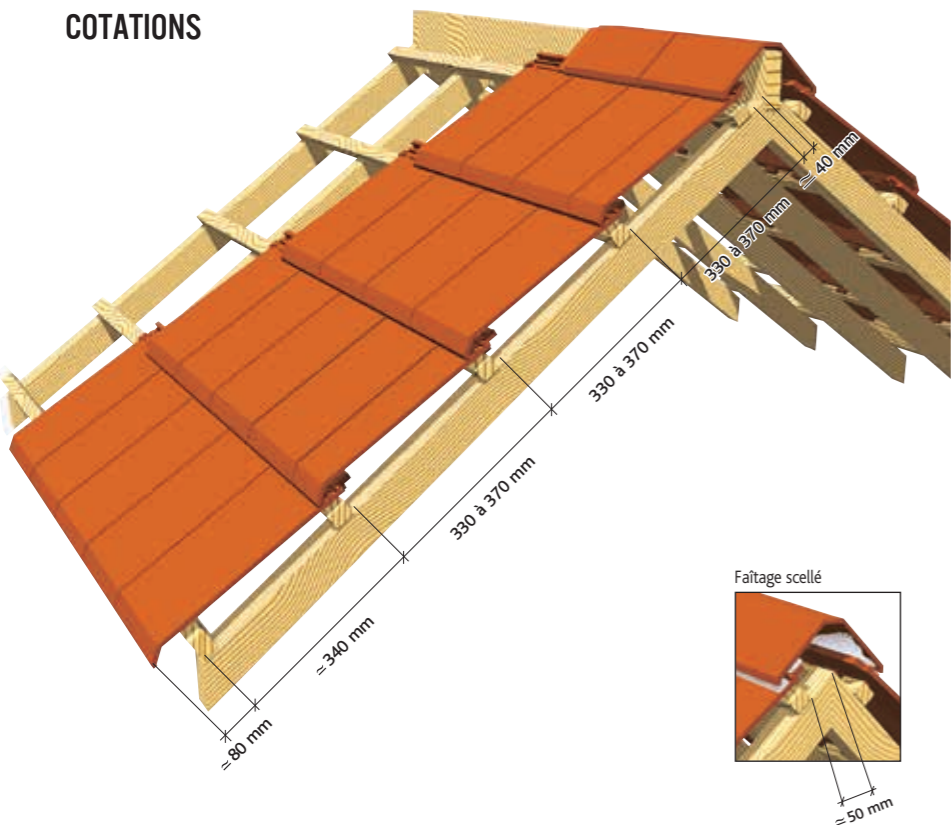 COTATIONS
≃ 40 mm
330 à 370 mm
330 à 370 mm
330 à 370 mm
≃ 340 mm
≃ 80 mm
Faîtage scellé
≃ 50 mm